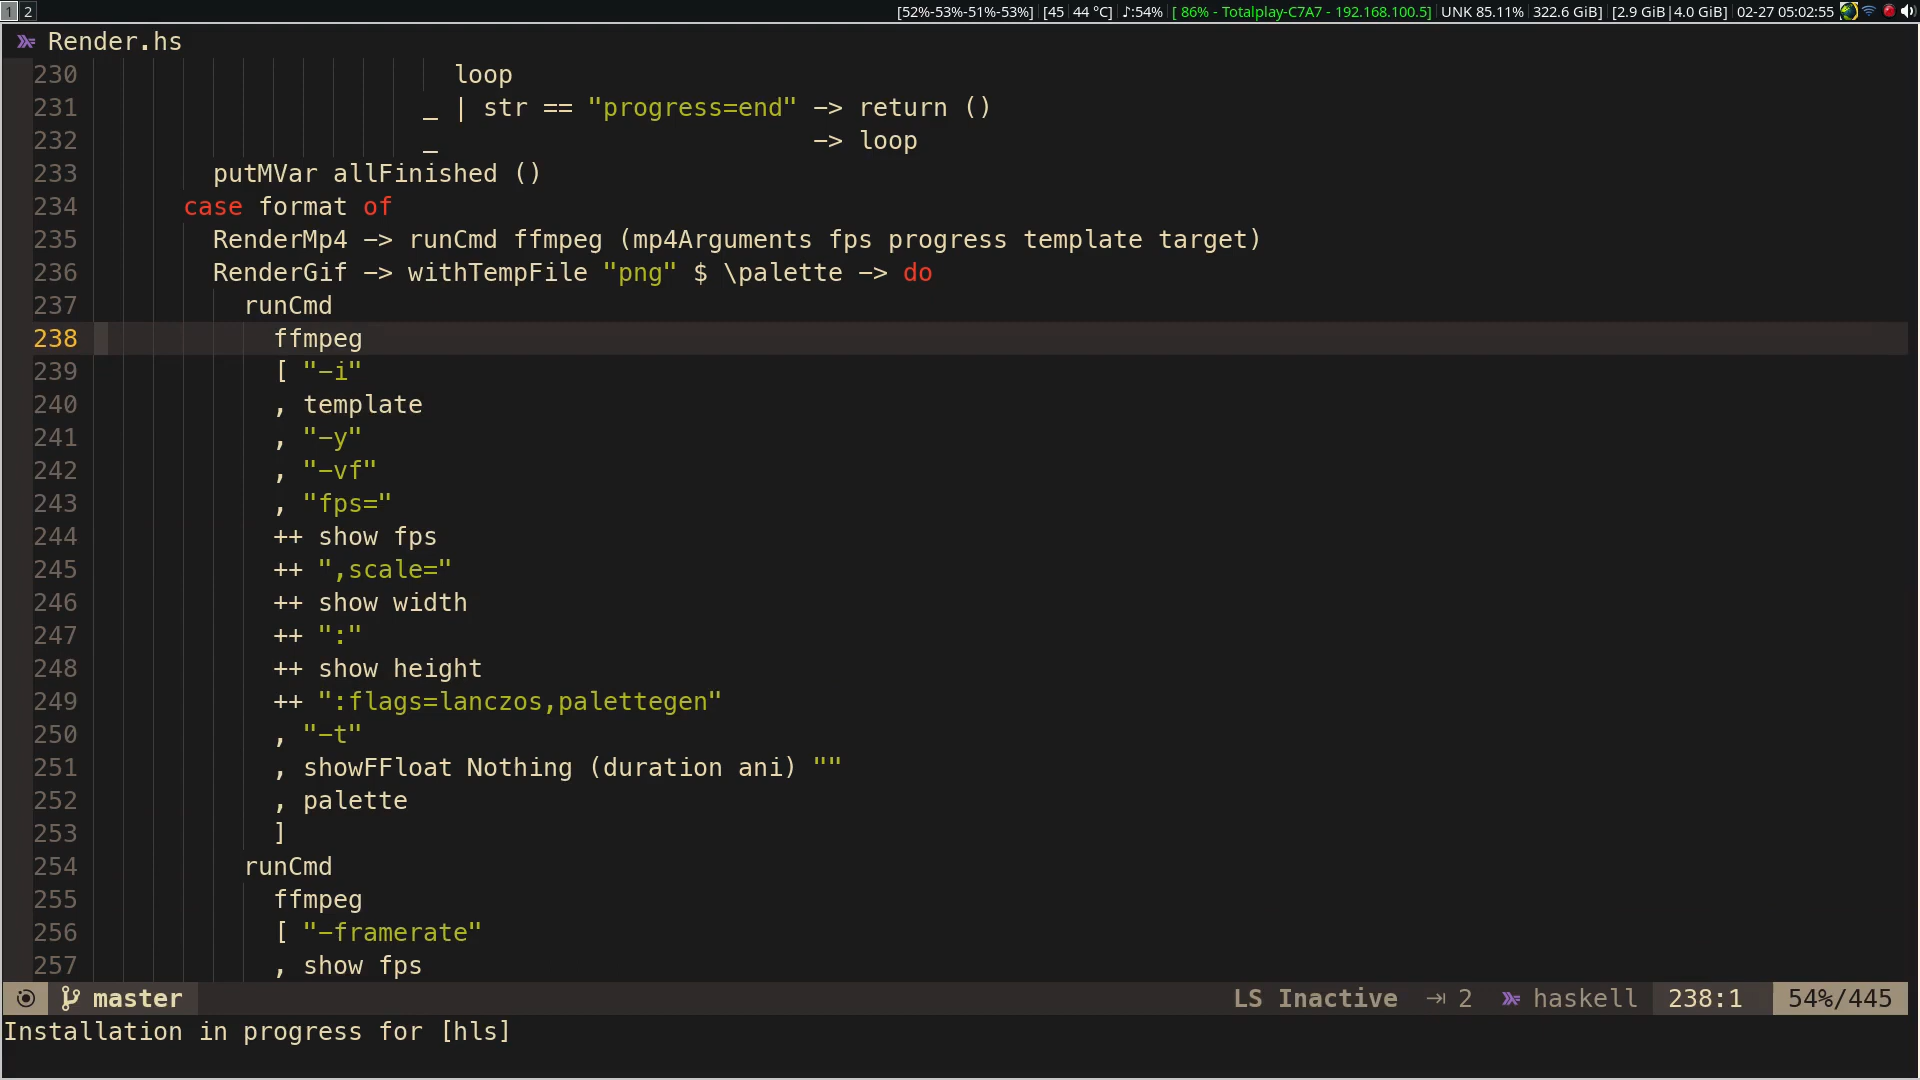 1 2 [52%-53%-51%-53%] [45 44 °C] ♪:54% [ 86% - Totalplay-C7A7 - 192.168.100.5] UNK 85.11% 322.6 GiB] [2.9 GiB|4.0 GiB] 02-27 05:02:55
Render.hs
230 loop
231 _ | str == "progress=end" -> return ()
232 _ -> loop
233 putMVar allFinished ()
234 case format of
235 RenderMp4 -> runCmd ffmpeg (mp4Arguments fps progress template target)
236 RenderGif -> withTempFile "png" $ \palette -> do
237 runCmd
238 ffmpeg
239 [ "-i"
240 , template
241 , "-y"
242 , "-vf"
243 , "fps="
244 ++ show fps
245 ++ ",scale="
246 ++ show width
247 ++ ":"
248 ++ show height
249 ++ ":flags=lanczos,palettegen"
250 , "-t"
251 , showFFloat Nothing (duration ani) ""
252 , palette
253 ]
254 runCmd
255 ffmpeg
256 [ "-framerate"
257 , show fps
master LS Inactive ⇥ 2 haskell 238:1 54%/445
Installation in progress for [hls]